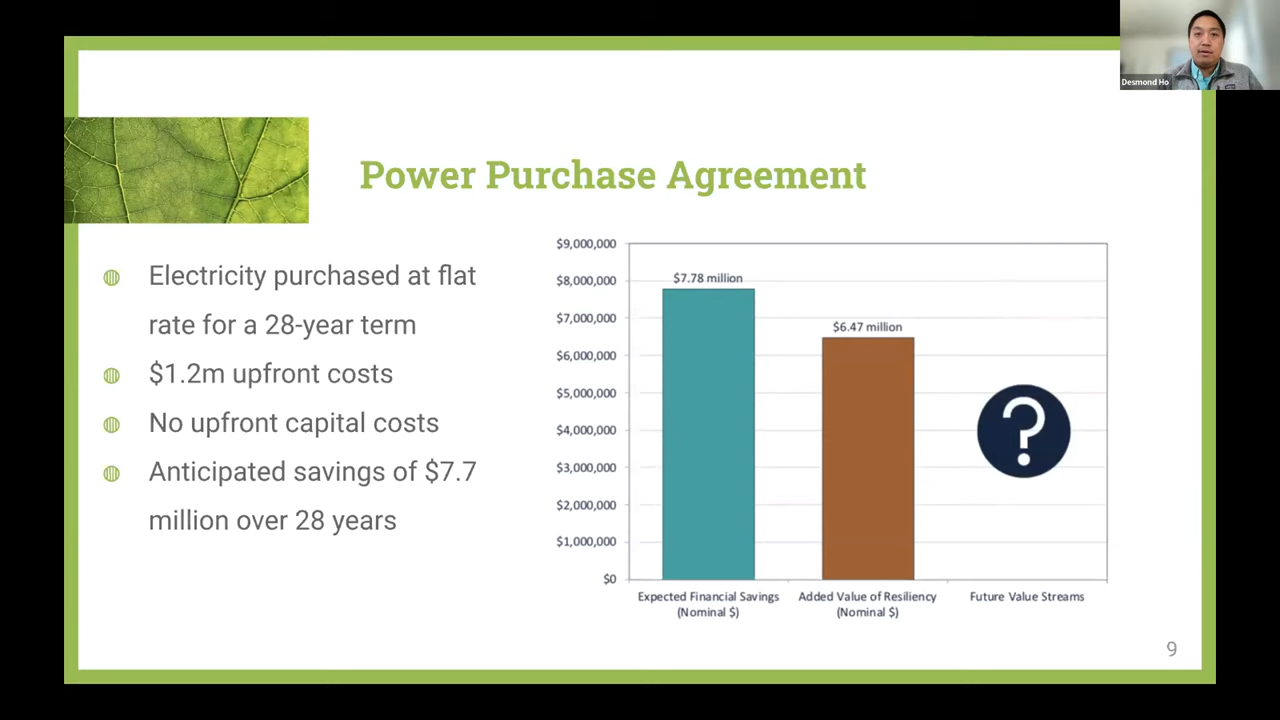 Desmond Ho
Power Purchase Agreement
Electricity purchased at flat
rate for a 28-year term
$1.2m upfront costs
No upfront capital costs
Anticipated savings of $7.7
million over 28 years
$9,000,000
$8,000,000
$7,000,000
$6,000,000
$5,000,000
$4,000,000
$3,000,000
$2,000,000
$1,000,000
$0
$7.78 million
$6.47 million
?
Expected Financial Savings
(Nominal $)
Added Value of Resiliency
(Nominal $)
Future Value Streams
9